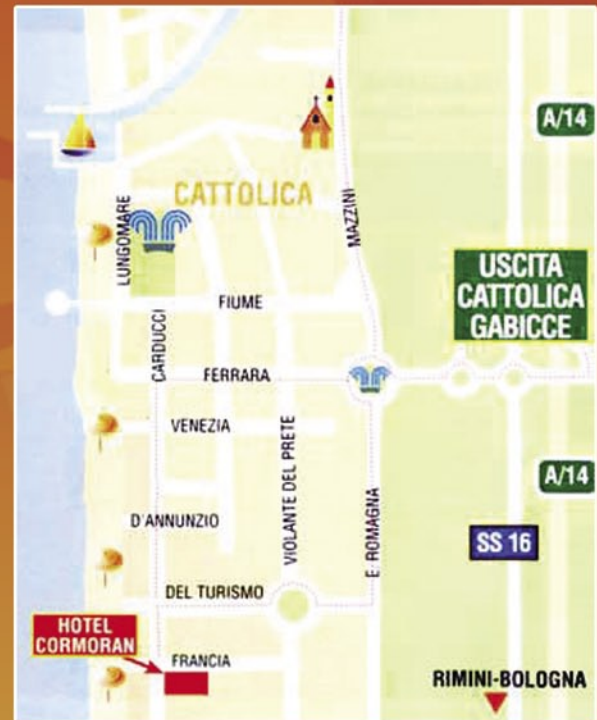 A/14
CATTOLICA
LUNGOMARE
MAZZINI
USCITA
CATTOLICA
GABICCE
FIUME
CARDUCCI
FERRARA
VENEZIA
VIOLANTE DEL PRETE
E. ROMAGNA
A/14
D'ANNUNZIO
SS 16
DEL TURISMO
HOTEL
CORMORAN
FRANCIA
RIMINI-BOLOGNA